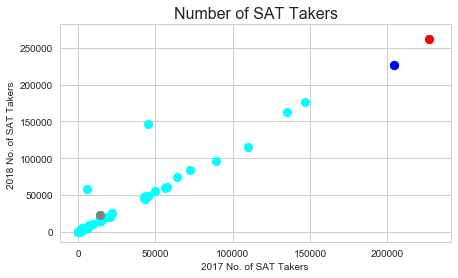 Number of SAT Takers
2018 No. of SAT Takers
250000
200000
150000
100000
50000
0
0 50000 100000 150000 200000
2017 No. of SAT Takers